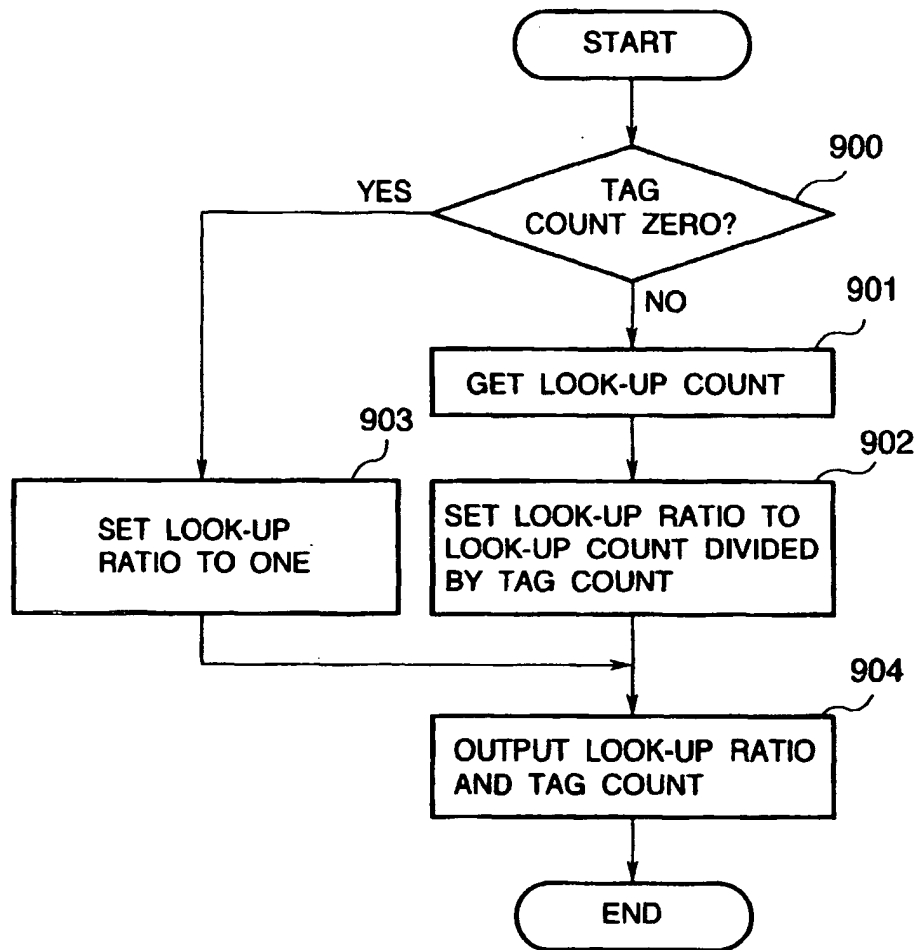 START
900
YES
TAG
COUNT ZERO?
NO
901
GET LOOK-UP COUNT
903
902
SET LOOK-UP
RATIO TO ONE
SET LOOK-UP RATIO TO
LOOK-UP COUNT DIVIDED
BY TAG COUNT
904
OUTPUT LOOK-UP RATIO
AND TAG COUNT
END